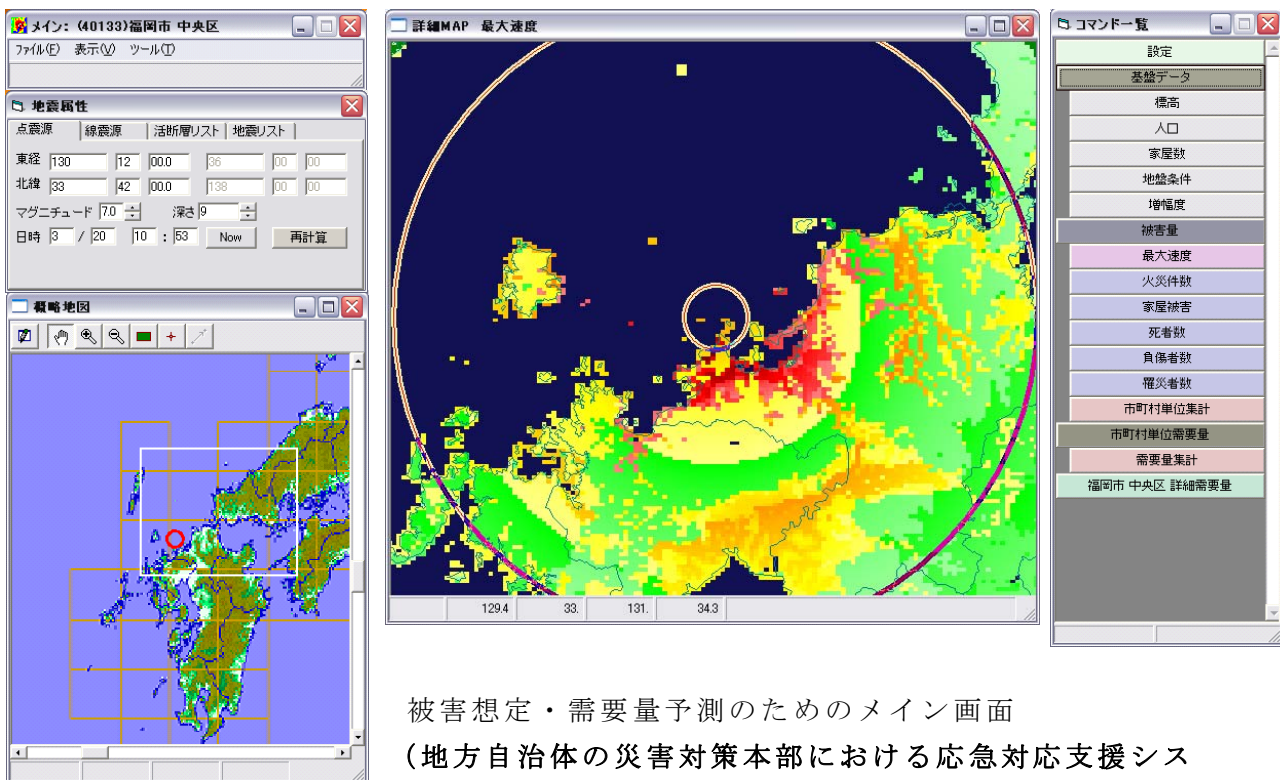 メイン: (40133)福岡市 中央区
ファイル(F) 表示(V) ツール(T)
地震属性
点震源 線震源 活断層リスト 地震リスト
東経 130 12 00.0 36 00 00
北緯 33 42 00.0 138 00 00
マグニチュード 7.0 深さ 9
日時 3 / 20 10 : 53 Now 再計算
概略地図
詳細MAP 最大速度
129.4 33. 131. 34.3
コマンド一覧
設定
基盤データ
標高
人口
家屋数
地盤条件
増幅度
被害量
最大速度
火災件数
家屋被害
死者数
負傷者数
罹災者数
市町村単位集計
市町村単位需要量
需要量集計
福岡市 中央区 詳細需要量
被害想定・需要量予測のためのメイン画面
(地方自治体の災害対策本部における応急対応支援シス